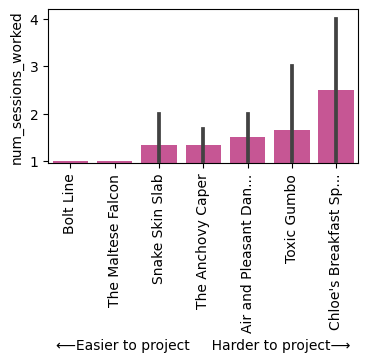 num_sessions_worked
4
3
2
1
Bolt Line
The Maltese Falcon
Snake Skin Slab
The Anchovy Caper
Air and Pleasant Dan...
Toxic Gumbo
Chloe's Breakfast Sp...
⟵Easier to project Harder to project⟶